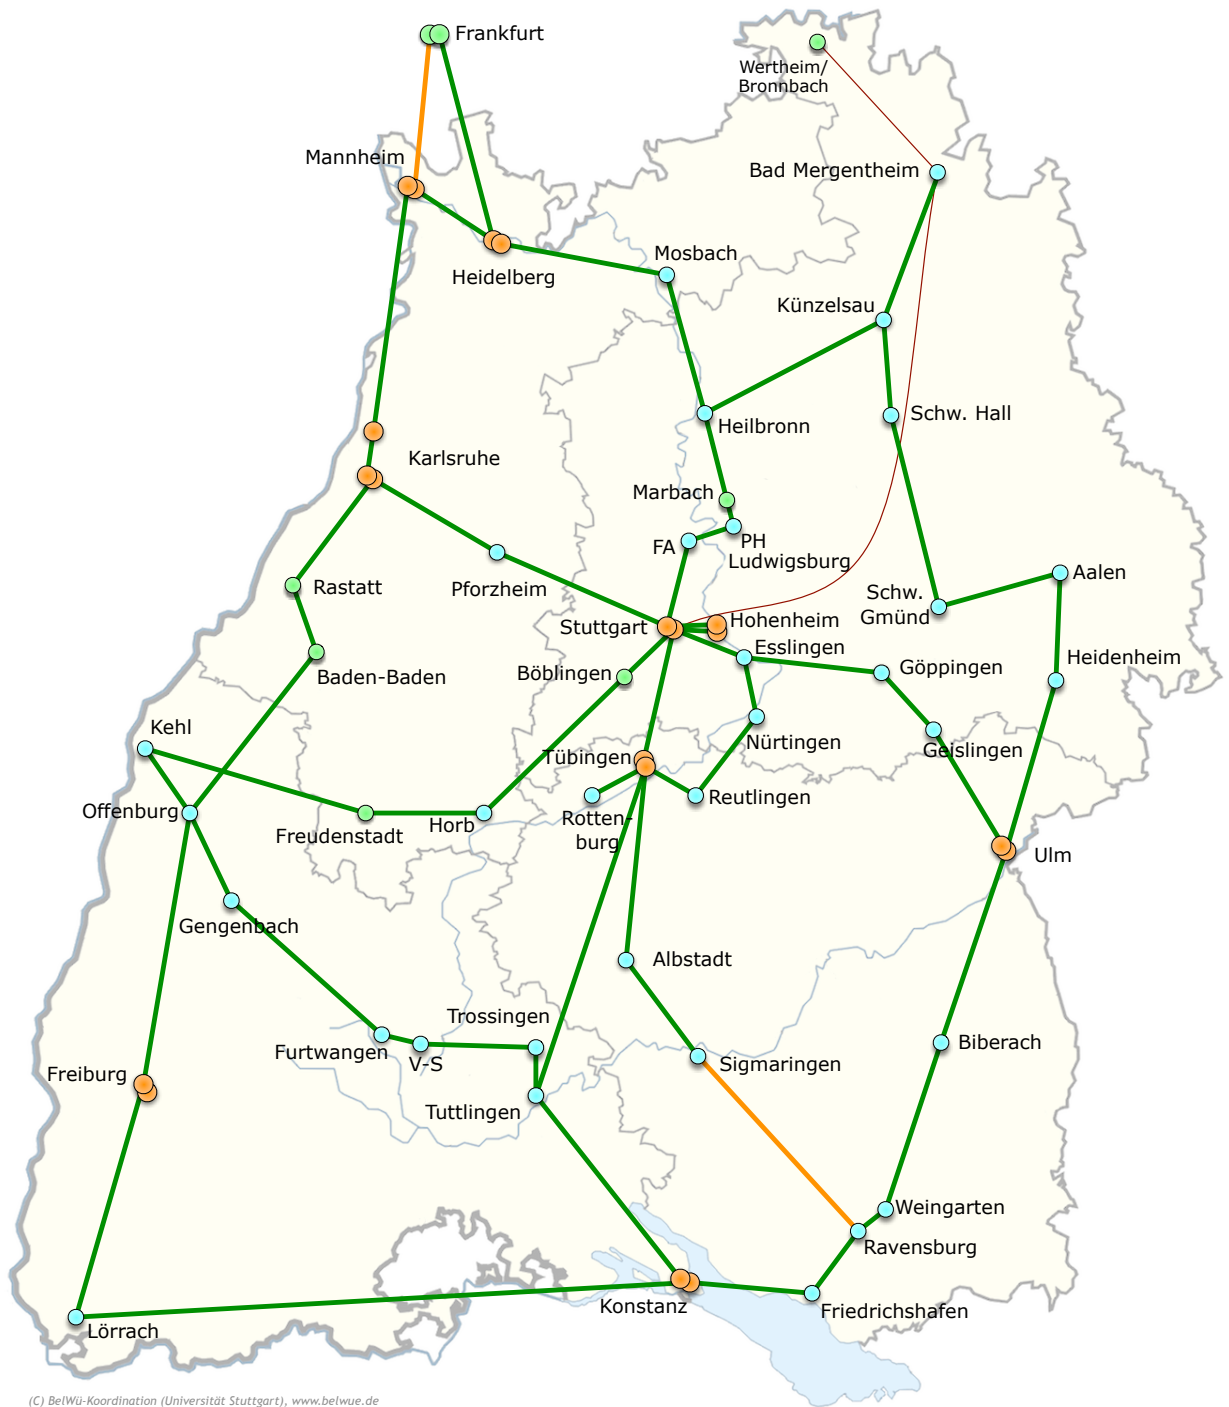 Frankfurt
Wertheim/
Bronnbach
Mannheim
Bad Mergentheim
Heidelberg
Mosbach
Künzelsau
Schw. Hall
Heilbronn
Karlsruhe
Marbach
FA
PH
Ludwigsburg
Pforzheim
Rastatt
Aalen
Schw.
Gmünd
Stuttgart
Hohenheim
Esslingen
Heidenheim
Göppingen
Böblingen
Baden-Baden
Kehl
Nürtingen
Geislingen
Tübingen
Reutlingen
Offenburg
Freudenstadt
Horb
Rotten-
burg
Ulm
Gengenbach
Albstadt
Trossingen
Furtwangen
V-S
Biberach
Sigmaringen
Freiburg
Tuttlingen
Weingarten
Ravensburg
Konstanz
Friedrichshafen
Lörrach
(C) BelWü-Koordination (Universität Stuttgart), www.belwue.de